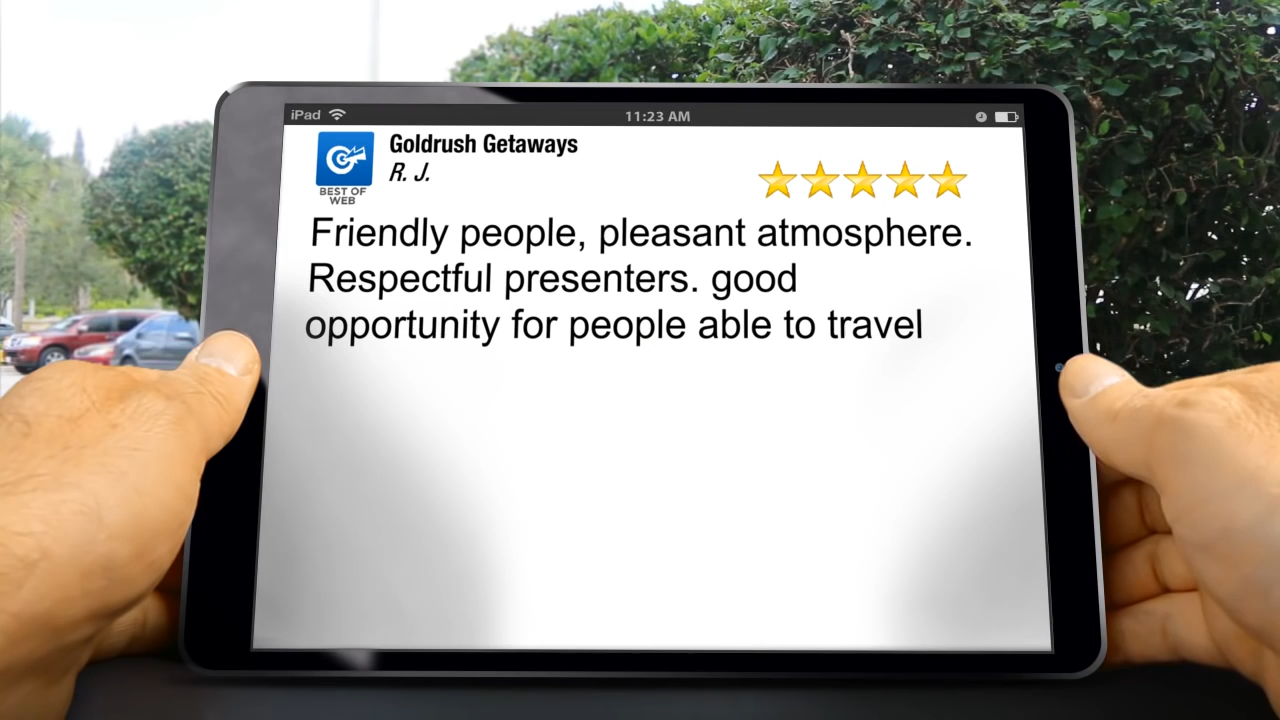 iPad 11:23 AM
Goldrush Getaways
R. J.
BEST OF
WEB
Friendly people, pleasant atmosphere.
Respectful presenters. good
opportunity for people able to travel